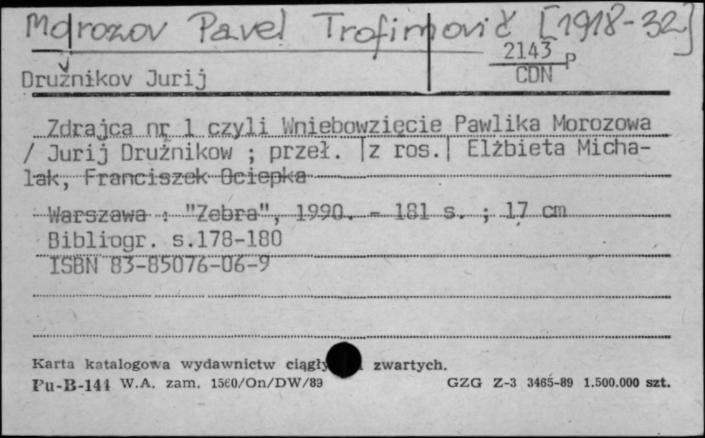 Morozov Pavel Trofimovič [1918-32]
2143 P
CDN
Družnikov Jurij
Zdrajca nr 1 czyli Wniebowzięcie Pawlika Morozowa
/ Jurij Drużnikow ; przeł. |z ros.| Elżbieta Micha-
lak, Franciszek Ociepka
Warszawa : "Zebra", 1990. - 181 s. ; 17 cm
Bibliogr. s.178-180
ISBN 83-85076-06-9
Karta katalogowa wydawnictw zwartych.
Pu-B-144 W.A. zam. 1560/On/DW/89 GZG Z-3 3465-89 1.500.000 szt.